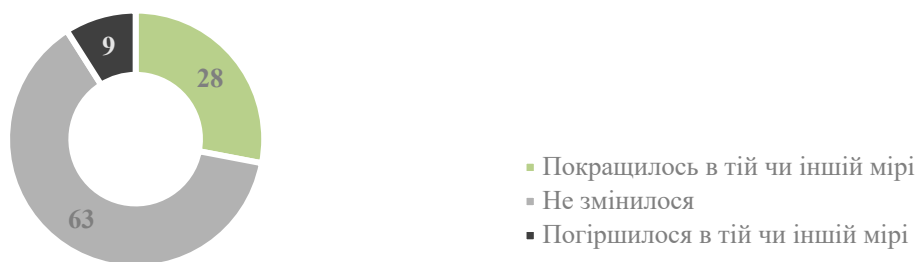 9
28
63
Покращилось в тій чи іншій мірі
Не змінилося
Погіршилося в тій чи іншій мірі